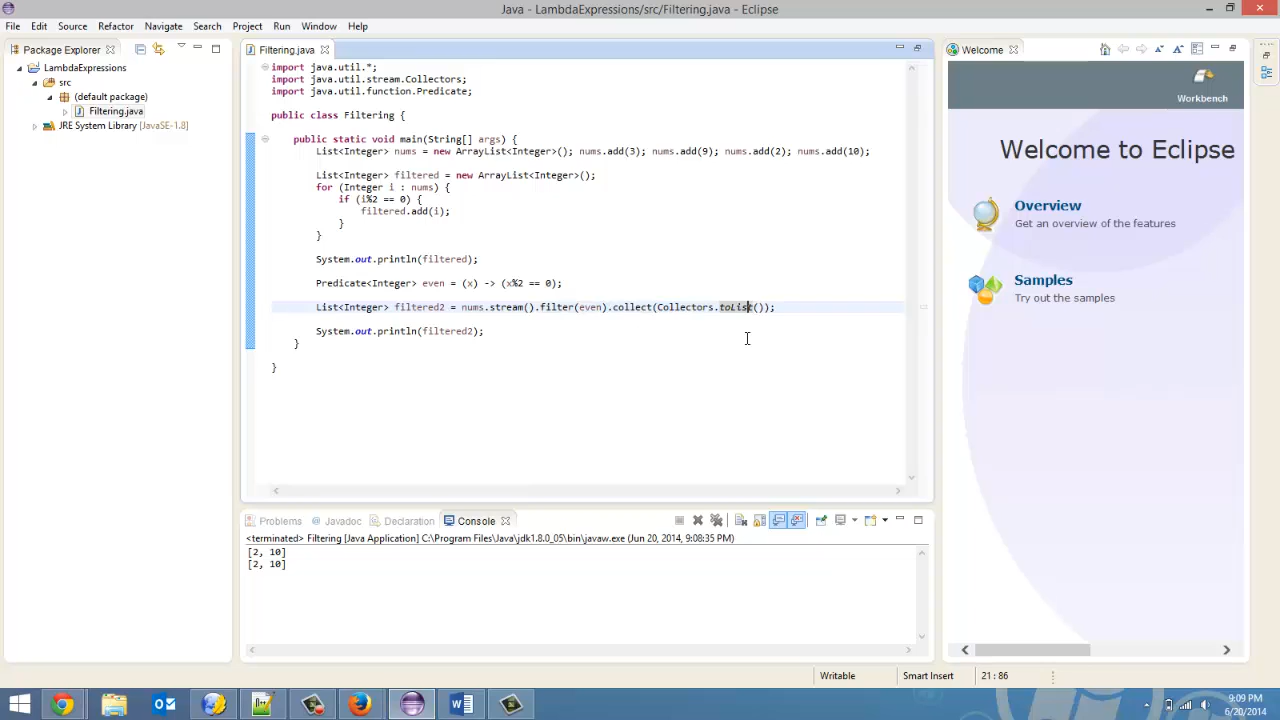 Java - LambdaExpressions/src/Filtering.java - Eclipse
File Edit Source Refactor Navigate Search Project Run Window Help
Package Explorer
LambdaExpressions
src
(default package)
Filtering.java
JRE System Library [JavaSE-1.8]
Filtering.java
import java.util.*;
import java.util.stream.Collectors;
import java.util.function.Predicate;
public class Filtering {
public static void main(String[] args) {
List<Integer> nums = new ArrayList<Integer>(); nums.add(3); nums.add(9); nums.add(2); nums.add(10);
List<Integer> filtered = new ArrayList<Integer>();
for (Integer i : nums) {
if (i%2 == 0) {
filtered.add(i);
}
}
System.out.println(filtered);
Predicate<Integer> even = (x) -> (x%2 == 0);
List<Integer> filtered2 = nums.stream().filter(even).collect(Collectors.toList());
System.out.println(filtered2);
}
}
Welcome
Workbench
Welcome to Eclipse
Overview
Get an overview of the features
Samples
Try out the samples
Problems @ Javadoc Declaration Console
<terminated> Filtering [Java Application] C:\Program Files\Java\jdk1.8.0_05\bin\javaw.exe (Jun 20, 2014, 9:08:35 PM)
[2, 10]
[2, 10]
Writable Smart Insert 21 : 86
9:09 PM
6/20/2014